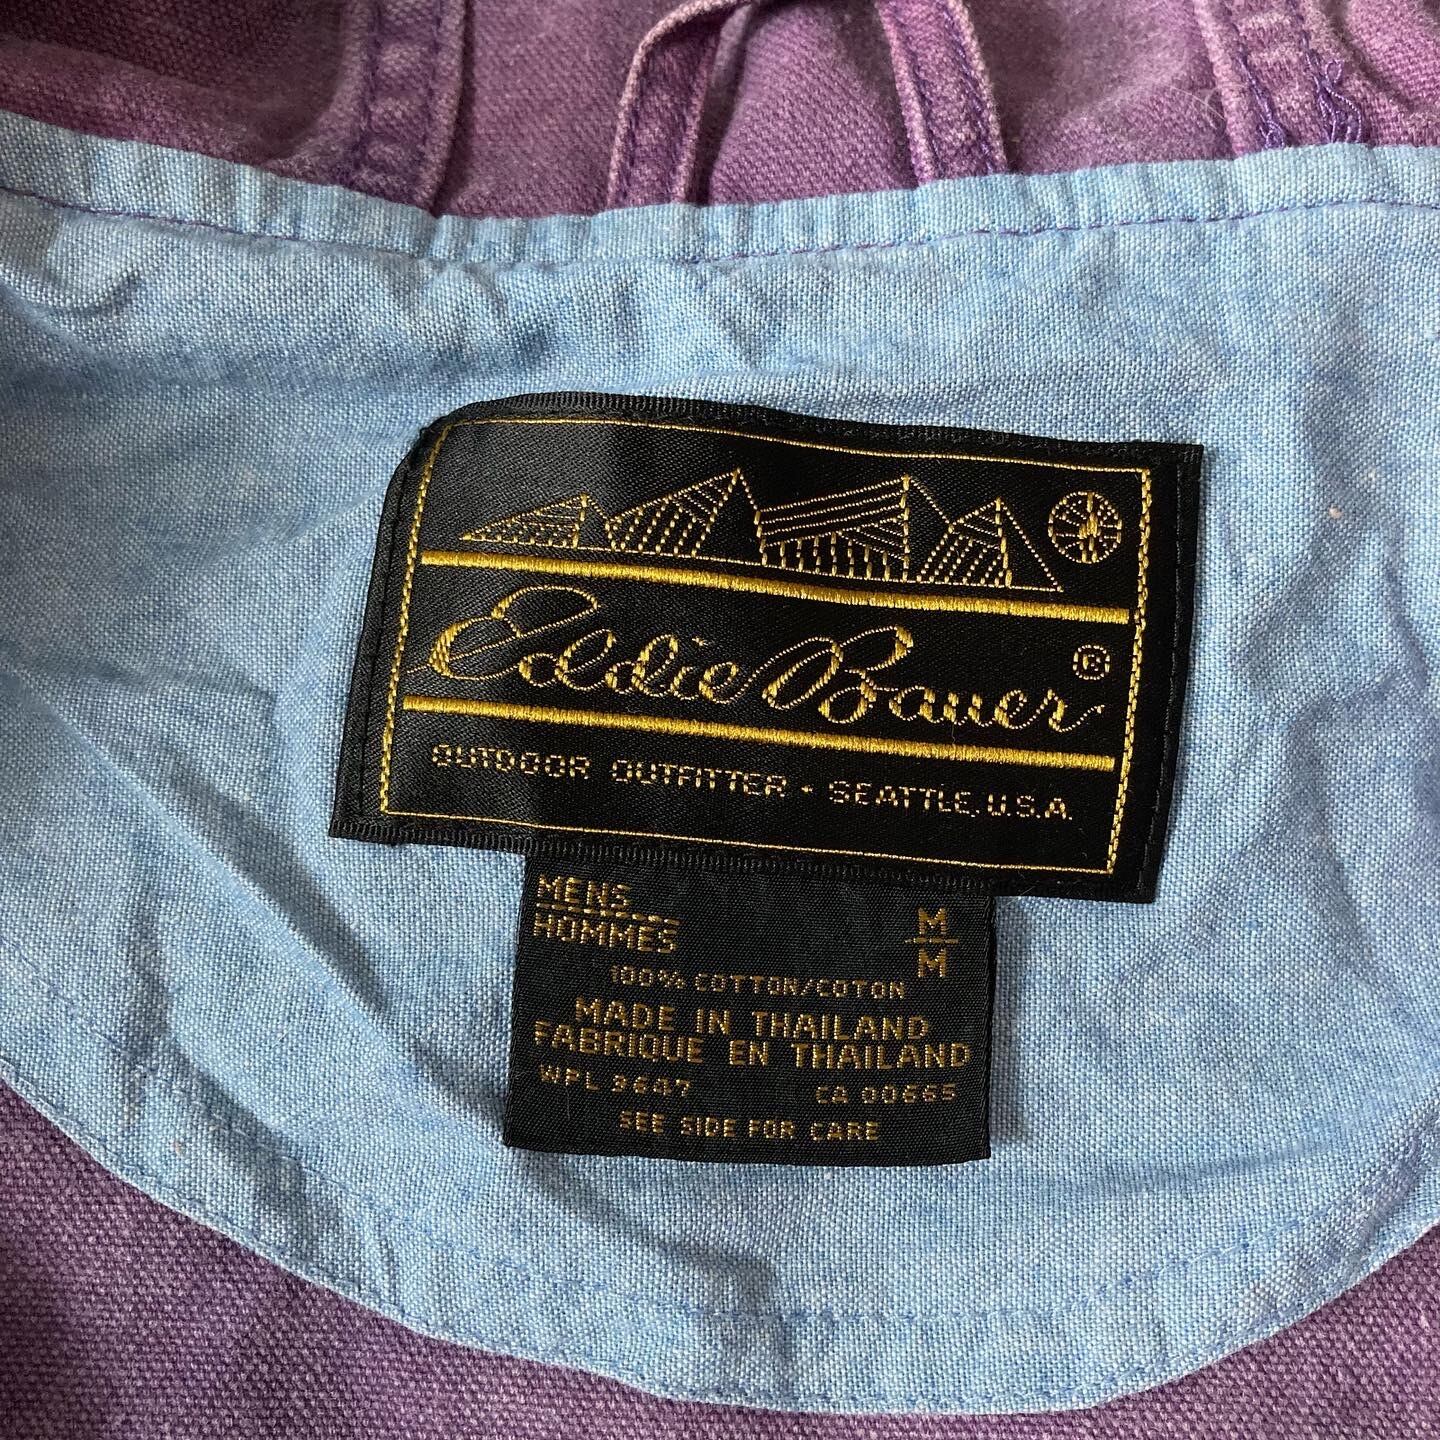 Eddie Bauer®
OUTDOOR OUTFITTER • SEATTLE, U.S.A.
MENS M
HOMMES M
100% COTTON/COTON
MADE IN THAILAND
FABRIQUE EN THAILAND
WPL 9647 CA 00665
SEE SIDE FOR CARE